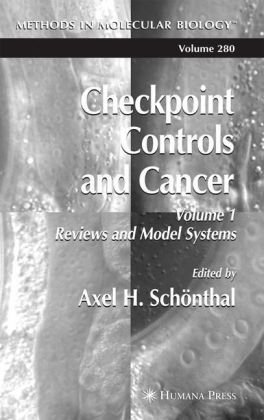 METHODS IN MOLECULAR BIOLOGY™
Volume 280
Checkpoint
Controls
and Cancer
Volume 1
Reviews and Model Systems
Edited by
Axel H. Schönthal
HUMANA PRESS